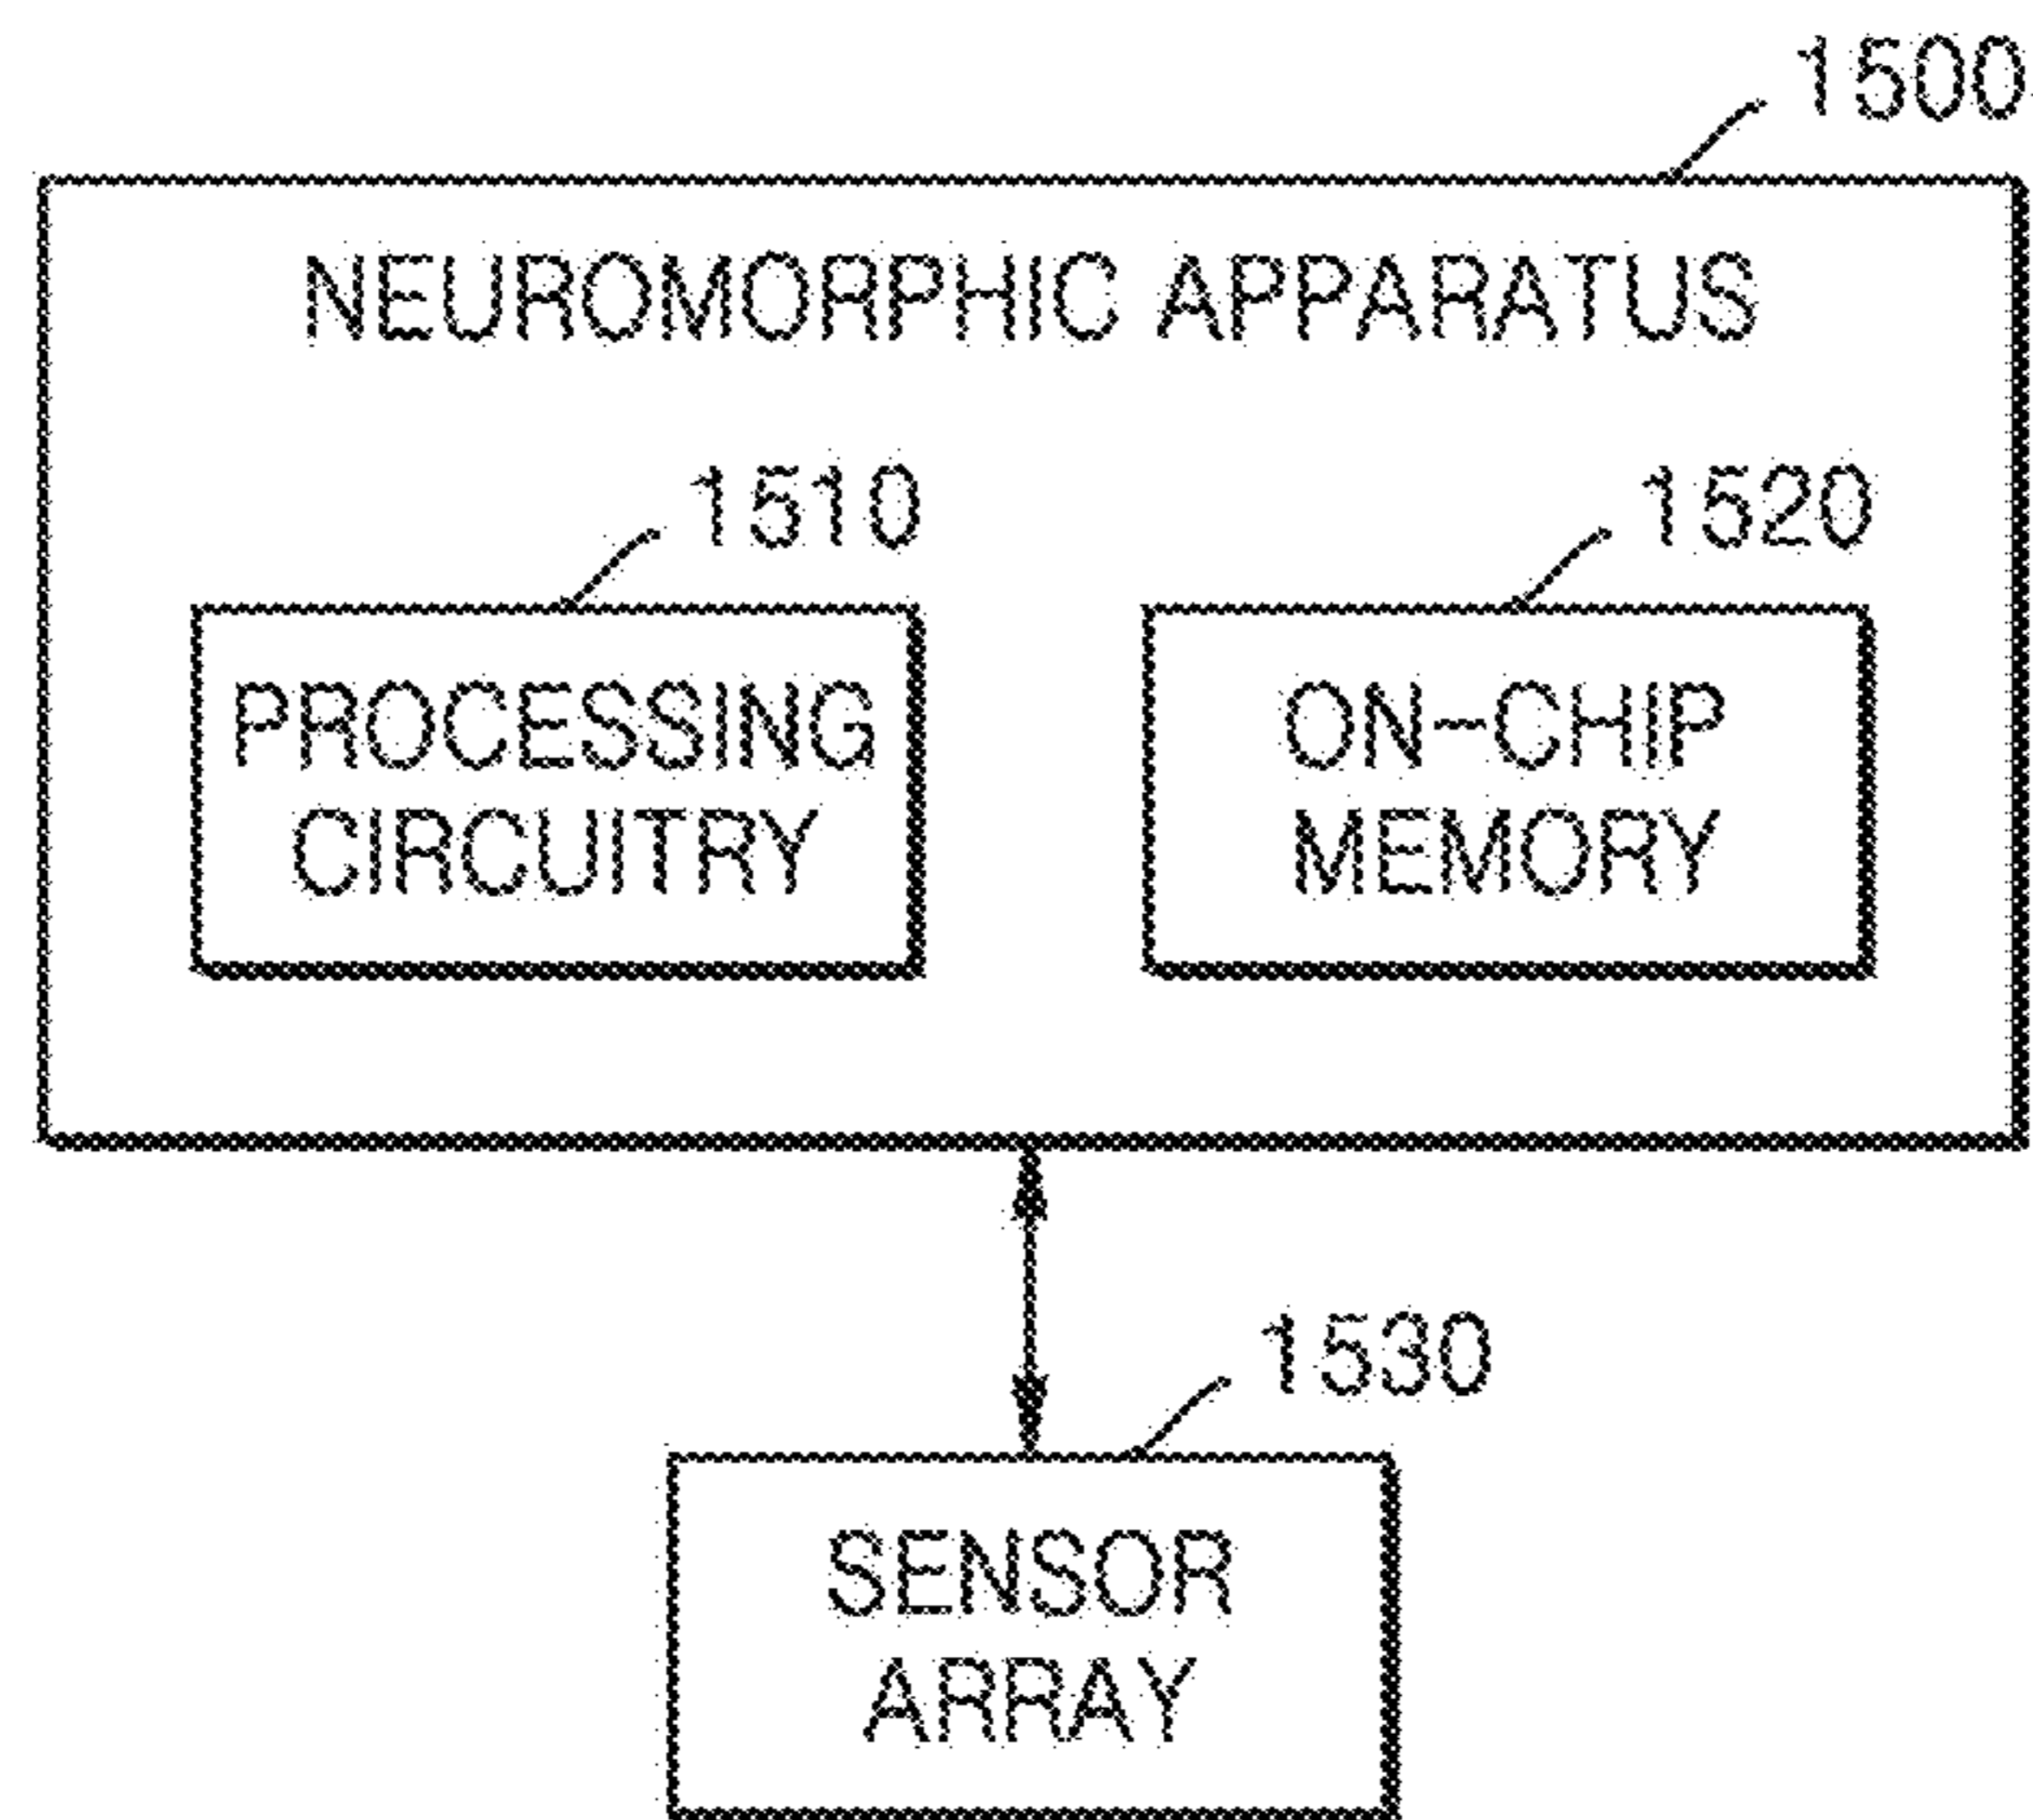 1500
NEUROMORPHIC APPARATUS
1510
1520
PROCESSING
CIRCUITRY
ON-CHIP
MEMORY
1530
SENSOR
ARRAY